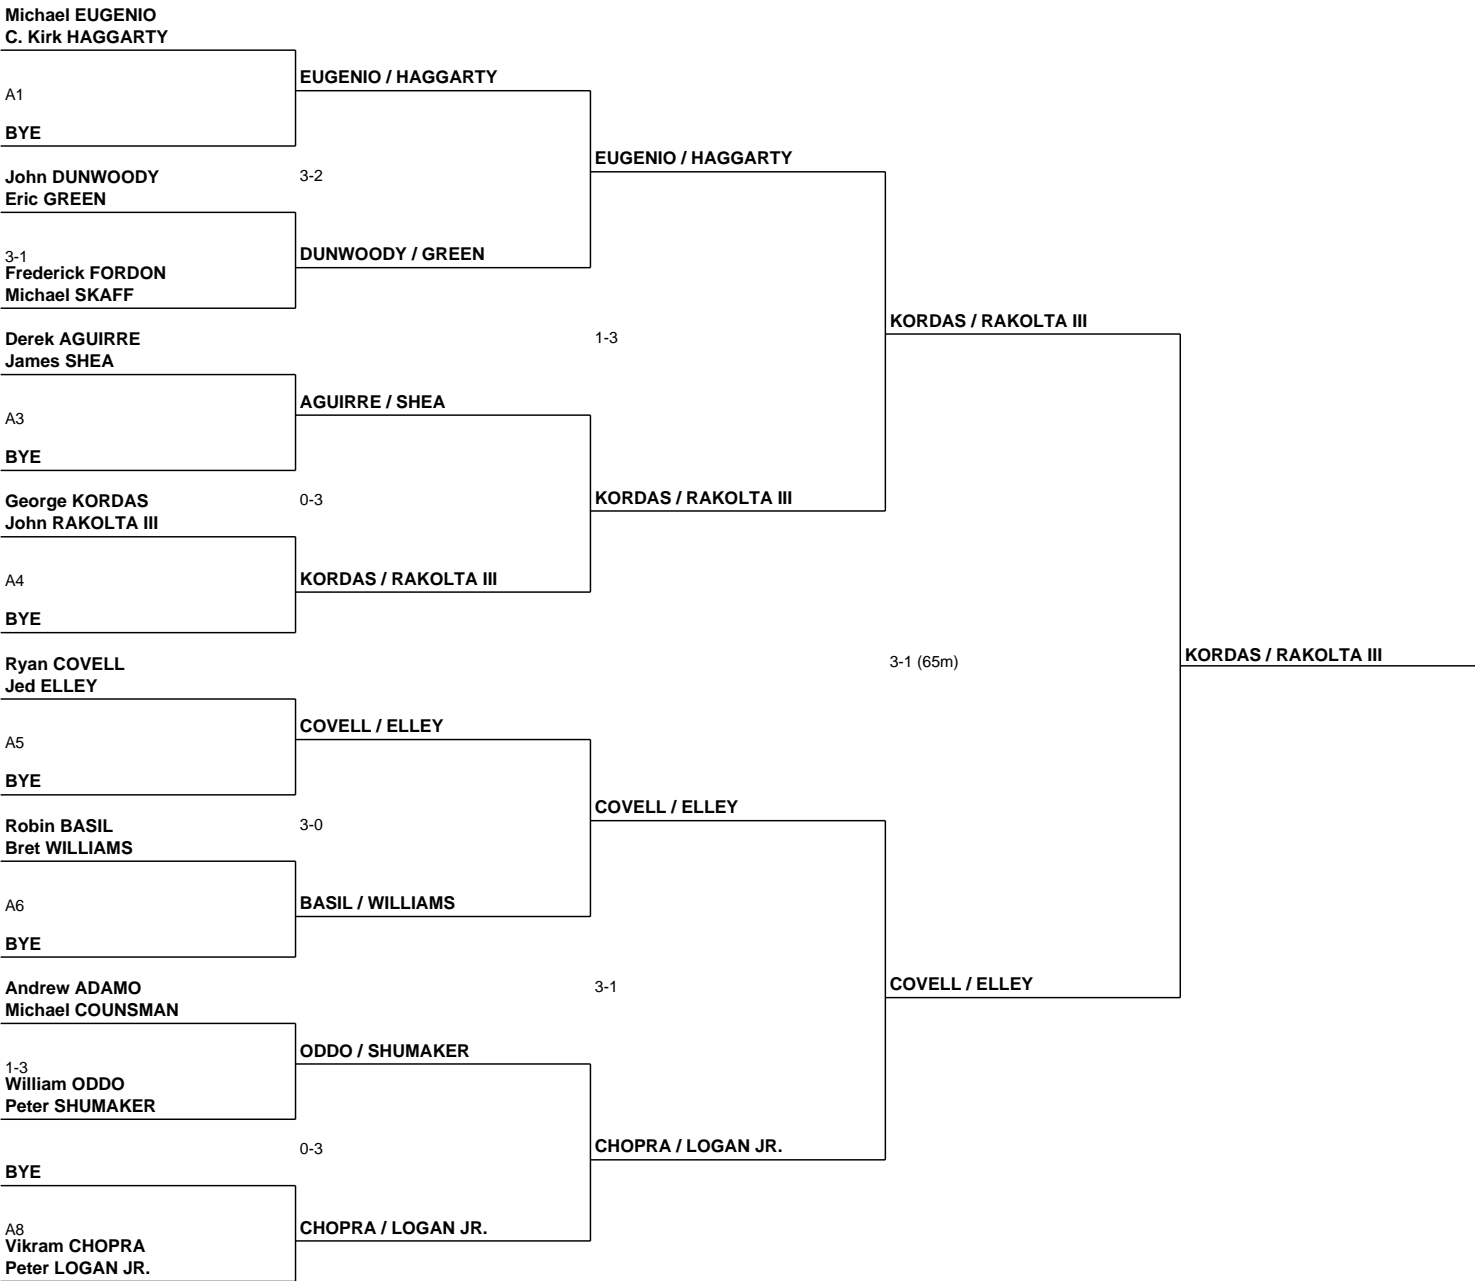 Michael EUGENIO
C. Kirk HAGGARTY
A1
BYE
John DUNWOODY
Eric GREEN
3-1
Frederick FORDON
Michael SKAFF
Derek AGUIRRE
James SHEA
A3
BYE
George KORDAS
John RAKOLTA III
A4
BYE
Ryan COVELL
Jed ELLEY
A5
BYE
Robin BASIL
Bret WILLIAMS
A6
BYE
Andrew ADAMO
Michael COUNSMAN
1-3
William ODDO
Peter SHUMAKER
BYE
A8
Vikram CHOPRA
Peter LOGAN JR.
EUGENIO / HAGGARTY
3-2
DUNWOODY / GREEN
AGUIRRE / SHEA
0-3
KORDAS / RAKOLTA III
COVELL / ELLEY
3-0
BASIL / WILLIAMS
ODDO / SHUMAKER
0-3
CHOPRA / LOGAN JR.
EUGENIO / HAGGARTY
1-3
KORDAS / RAKOLTA III
COVELL / ELLEY
3-1
CHOPRA / LOGAN JR.
KORDAS / RAKOLTA III
3-1 (65m)
COVELL / ELLEY
KORDAS / RAKOLTA III